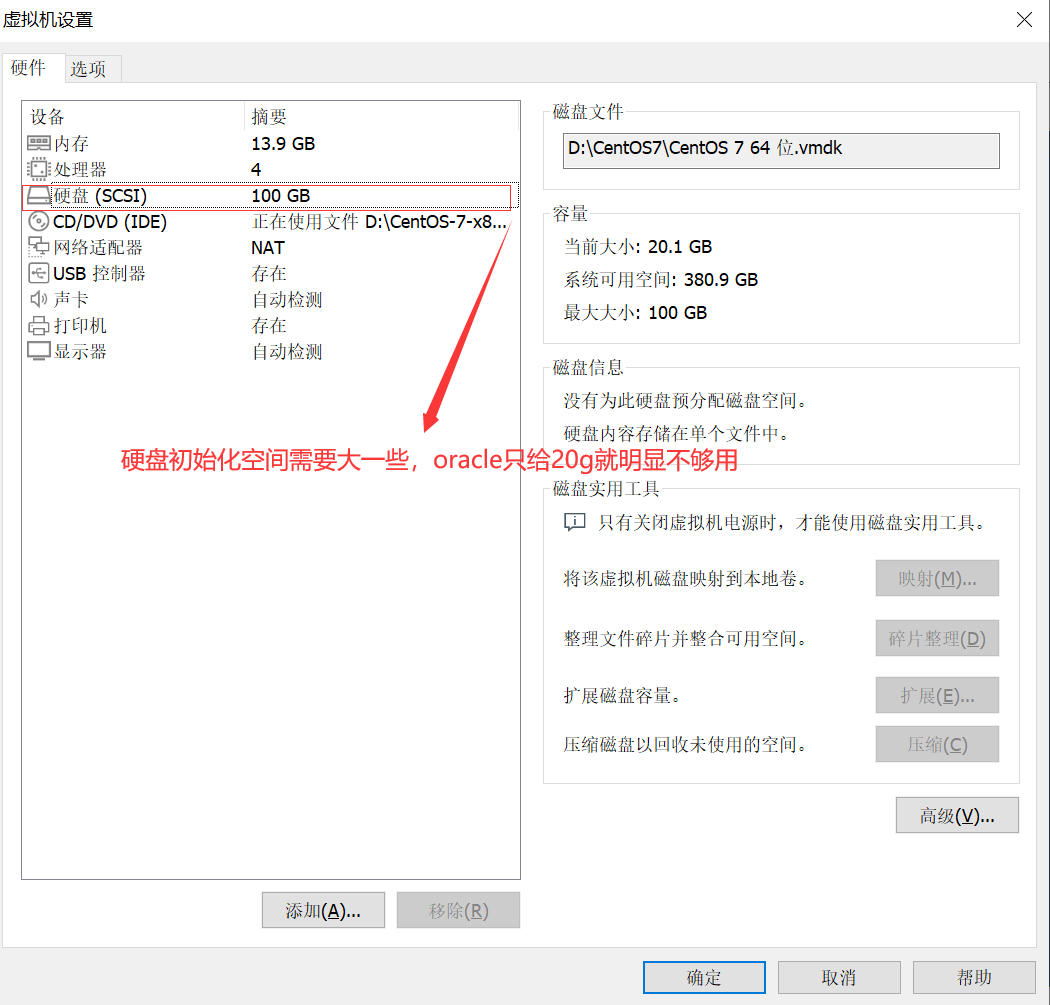 虚拟机设置
硬件
选项
设备 摘要
内存 13.9 GB
处理器 4
硬盘 (SCSI) 100 GB
CD/DVD (IDE) 正在使用文件 D:\CentOS-7-x8...
网络适配器 NAT
USB 控制器 存在
声卡 自动检测
打印机 存在
显示器 自动检测
硬盘初始化空间需要大一些，oracle只给20g就明显不够用
添加(A)...
移除(R)
磁盘文件
D:\CentOS7\CentOS 7 64 位.vmdk
容量
当前大小: 20.1 GB
系统可用空间: 380.9 GB
最大大小: 100 GB
磁盘信息
没有为此硬盘预分配磁盘空间。
硬盘内容存储在单个文件中。
磁盘实用工具
只有关闭虚拟机电源时，才能使用磁盘实用工具。
将该虚拟机磁盘映射到本地卷。 映射(M)...
整理文件碎片并整合可用空间。 碎片整理(D)
扩展磁盘容量。 扩展(E)...
压缩磁盘以回收未使用的空间。 压缩(C)
高级(V)...
确定
取消
帮助